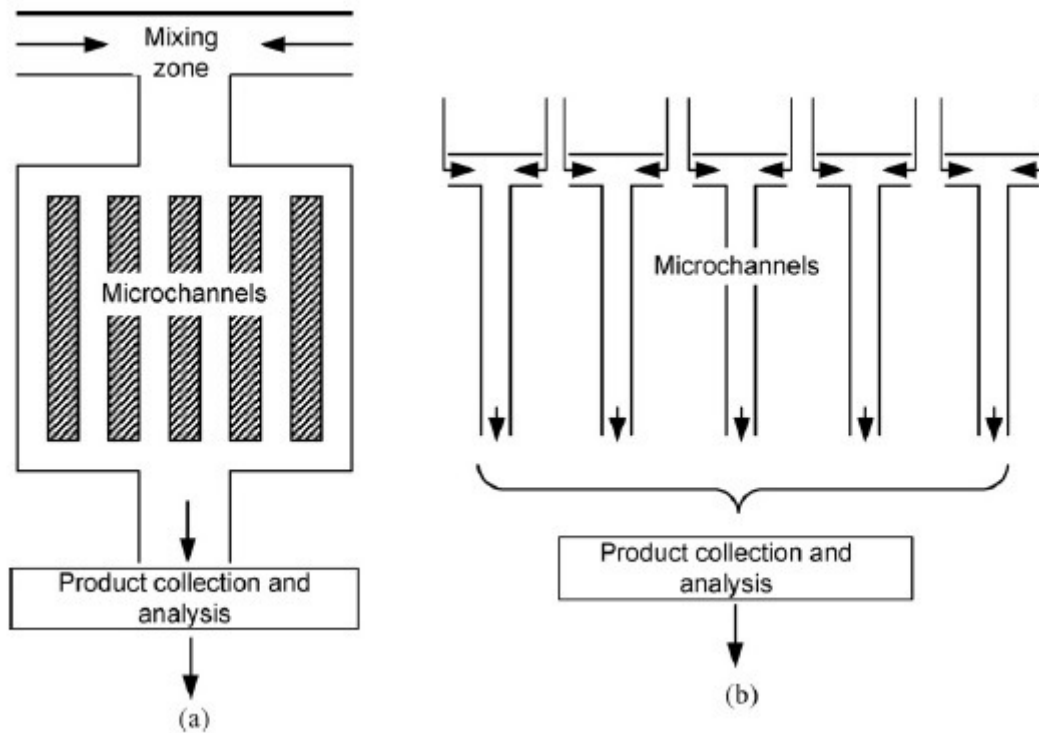 Mixing
zone
Microchannels
Product collection and
analysis
(a)
Microchannels
Product collection and
analysis
(b)